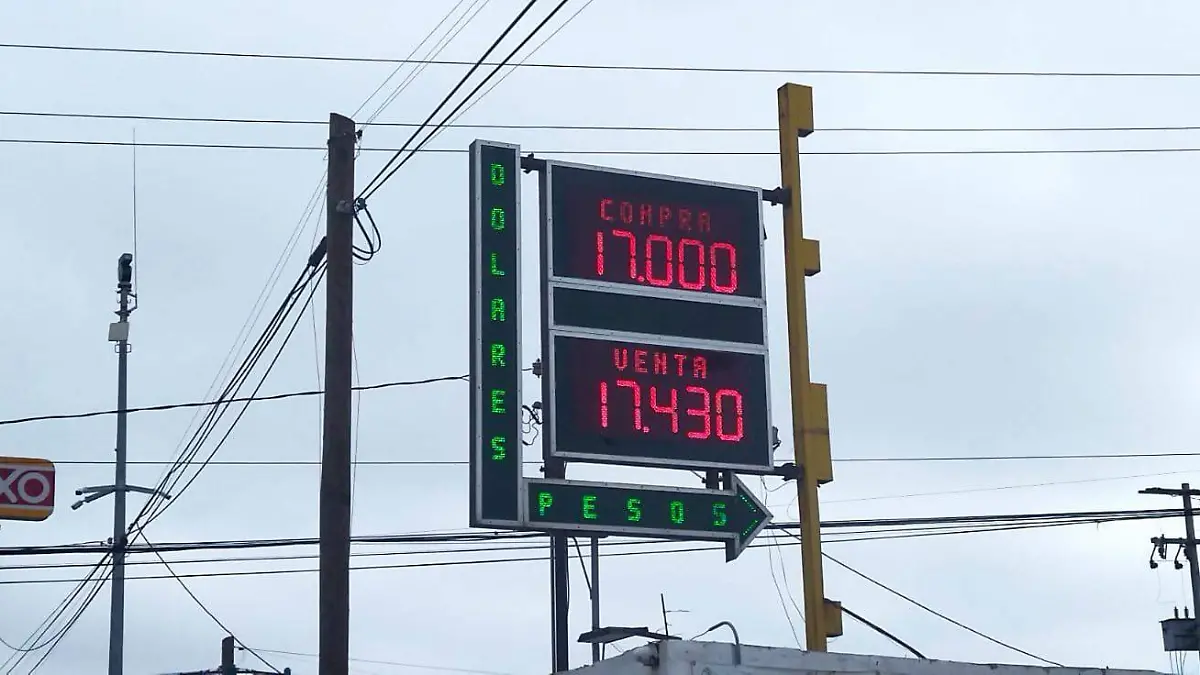 DOLARES
COMPRA
17.000
VENTA
17.430
PESOS
XO